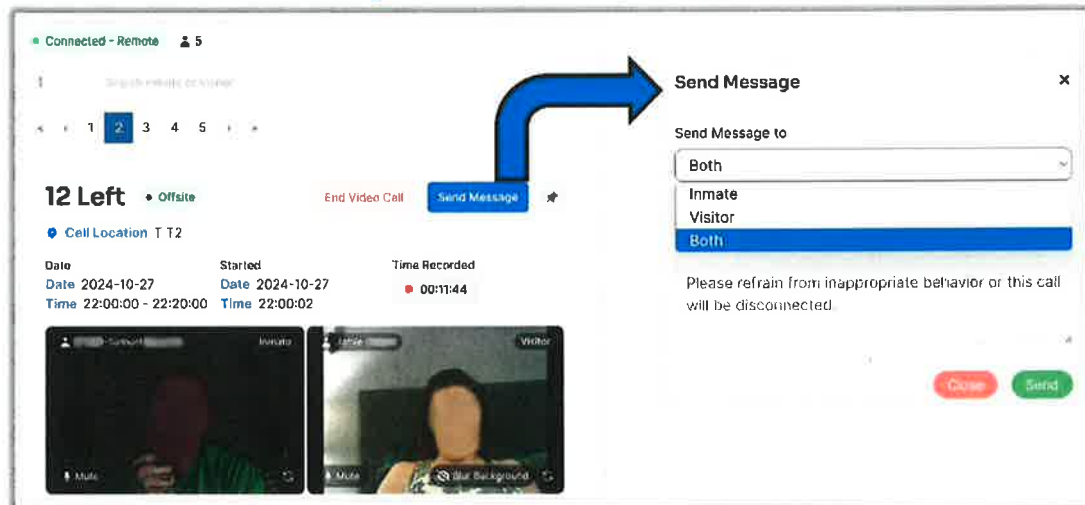 Connected - Remote 5
1 2 3 4 5
12 Left • Offsite End Video Call Send Message
Cell Location T T2
Date Started Time Recorded
Date 2024-10-27 Date 2024-10-27 00:11:44
Time 22:00:00 - 22:20:00 Time 22:00:02
Samuel Inmate
Jamie Visitor
Mute
Mute Blur Background
Send Message ×
Send Message to
Both
Inmate
Visitor
Both
Please refrain from inappropriate behavior or this call
will be disconnected.
Close Send